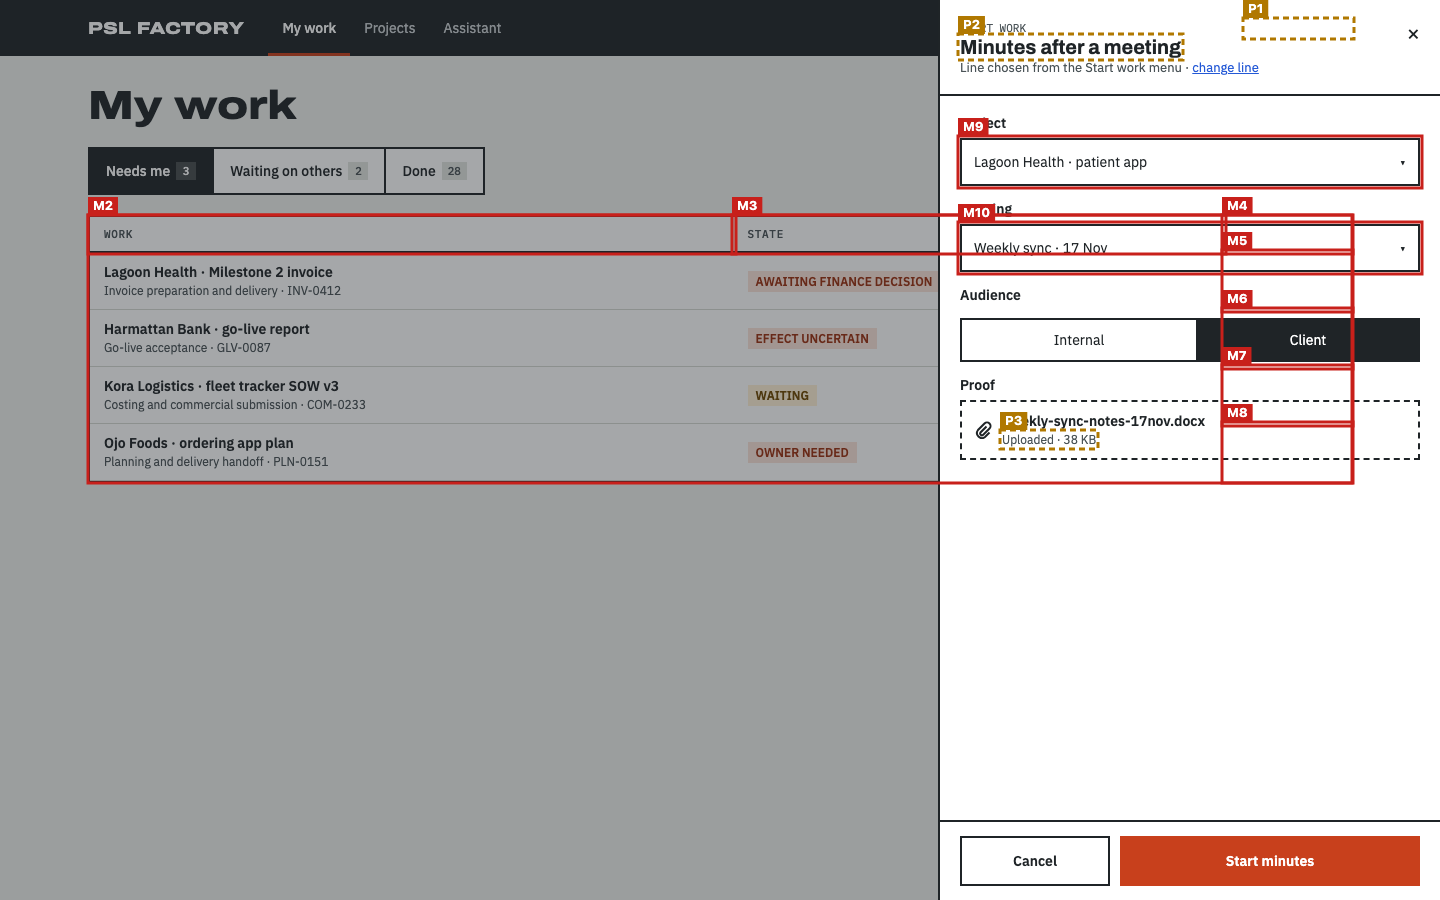 PSL FACTORY
My work
Projects
Assistant
My work
Needs me 3
Waiting on others 2
Done 28
M2
M3
WORK
STATE
Lagoon Health · Milestone 2 invoice
Invoice preparation and delivery · INV-0412
AWAITING FINANCE DECISION
Harmattan Bank · go-live report
Go-live acceptance · GLV-0087
EFFECT UNCERTAIN
Kora Logistics · fleet tracker SOW v3
Costing and commercial submission · COM-0233
WAITING
Ojo Foods · ordering app plan
Planning and delivery handoff · PLN-0151
OWNER NEEDED
P1
P2
WORK
×
Minutes after a meeting
Line chosen from the Start work menu · change line
M9
Lagoon Health · patient app
M10
M4
M5
Weekly sync · 17 Nov
Audience
M6
Internal
Client
M7
Proof
M8
P3
ekly-sync-notes-17nov.docx
Uploaded · 38 KB
Cancel
Start minutes